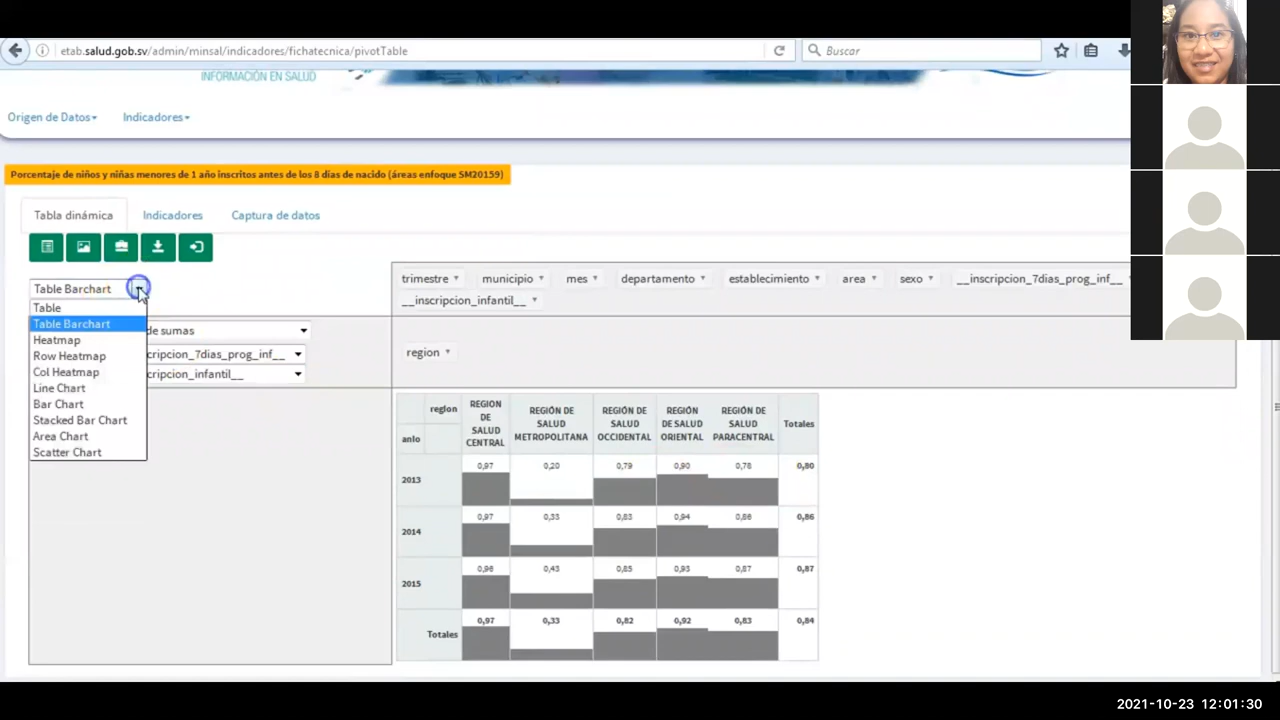 etab.salud.gob.sv/admin/minsal/indicadores/fichatecnica/pivotTable
Buscar
INFORMACIÓN EN SALUD
Origen de Datos
Indicadores
Porcentaje de niños y niñas menores de 1 año inscritos antes de los 8 días de nacido (áreas enfoque SM20159)
Tabla dinámica
Indicadores
Captura de datos
Table Barchart
trimestre
municipio
mes
departamento
establecimiento
area
sexo
__inscripcion_7dias_prog_inf__
__inscripcion_infantil__
Table
Table Barchart
Heatmap
Row Heatmap
Col Heatmap
Line Chart
Bar Chart
Stacked Bar Chart
Area Chart
Scatter Chart
de sumas
cripcion_7dias_prog_inf__
cripcion_infantil__
region
region
anio
REGION DE SALUD CENTRAL
REGIÓN DE SALUD METROPOLITANA
REGIÓN DE SALUD OCCIDENTAL
REGIÓN DE SALUD ORIENTAL
REGIÓN DE SALUD PARACENTRAL
Totales
2013 0,97 0,20 0,79 0,90 0,78 0,80
2014 0,97 0,33 0,83 0,94 0,86 0,86
2015 0,98 0,43 0,85 0,93 0,87 0,87
Totales 0,97 0,33 0,82 0,92 0,83 0,84
2021-10-23 12:01:30